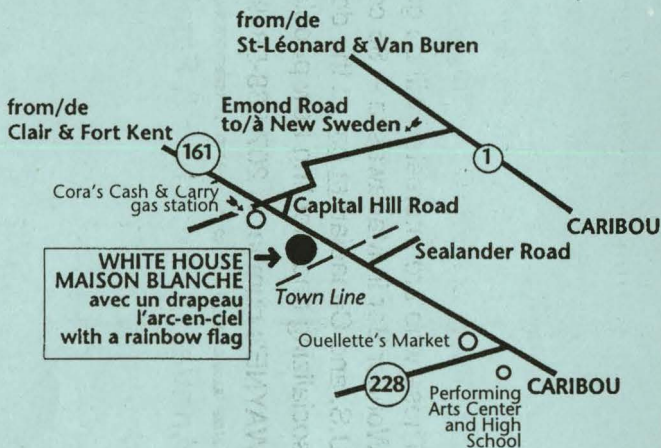 from/de
St-Léonard & Van Buren
from/de
Clair & Fort Kent
Emond Road
to/à New Sweden
161
1
Cora's Cash & Carry
gas station
Capital Hill Road
CARIBOU
WHITE HOUSE
MAISON BLANCHE
avec un drapeau
l'arc-en-ciel
with a rainbow flag
Sealander Road
Town Line
Ouellette's Market
228
CARIBOU
Performing
Arts Center
and High
School